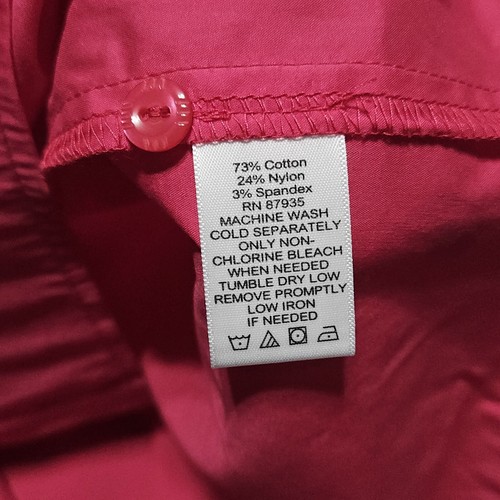 73% Cotton
24% Nylon
3% Spandex
RN 87935
MACHINE WASH
COLD SEPARATELY
ONLY NON-
CHLORINE BLEACH
WHEN NEEDED
TUMBLE DRY LOW
REMOVE PROMPTLY
LOW IRON
IF NEEDED